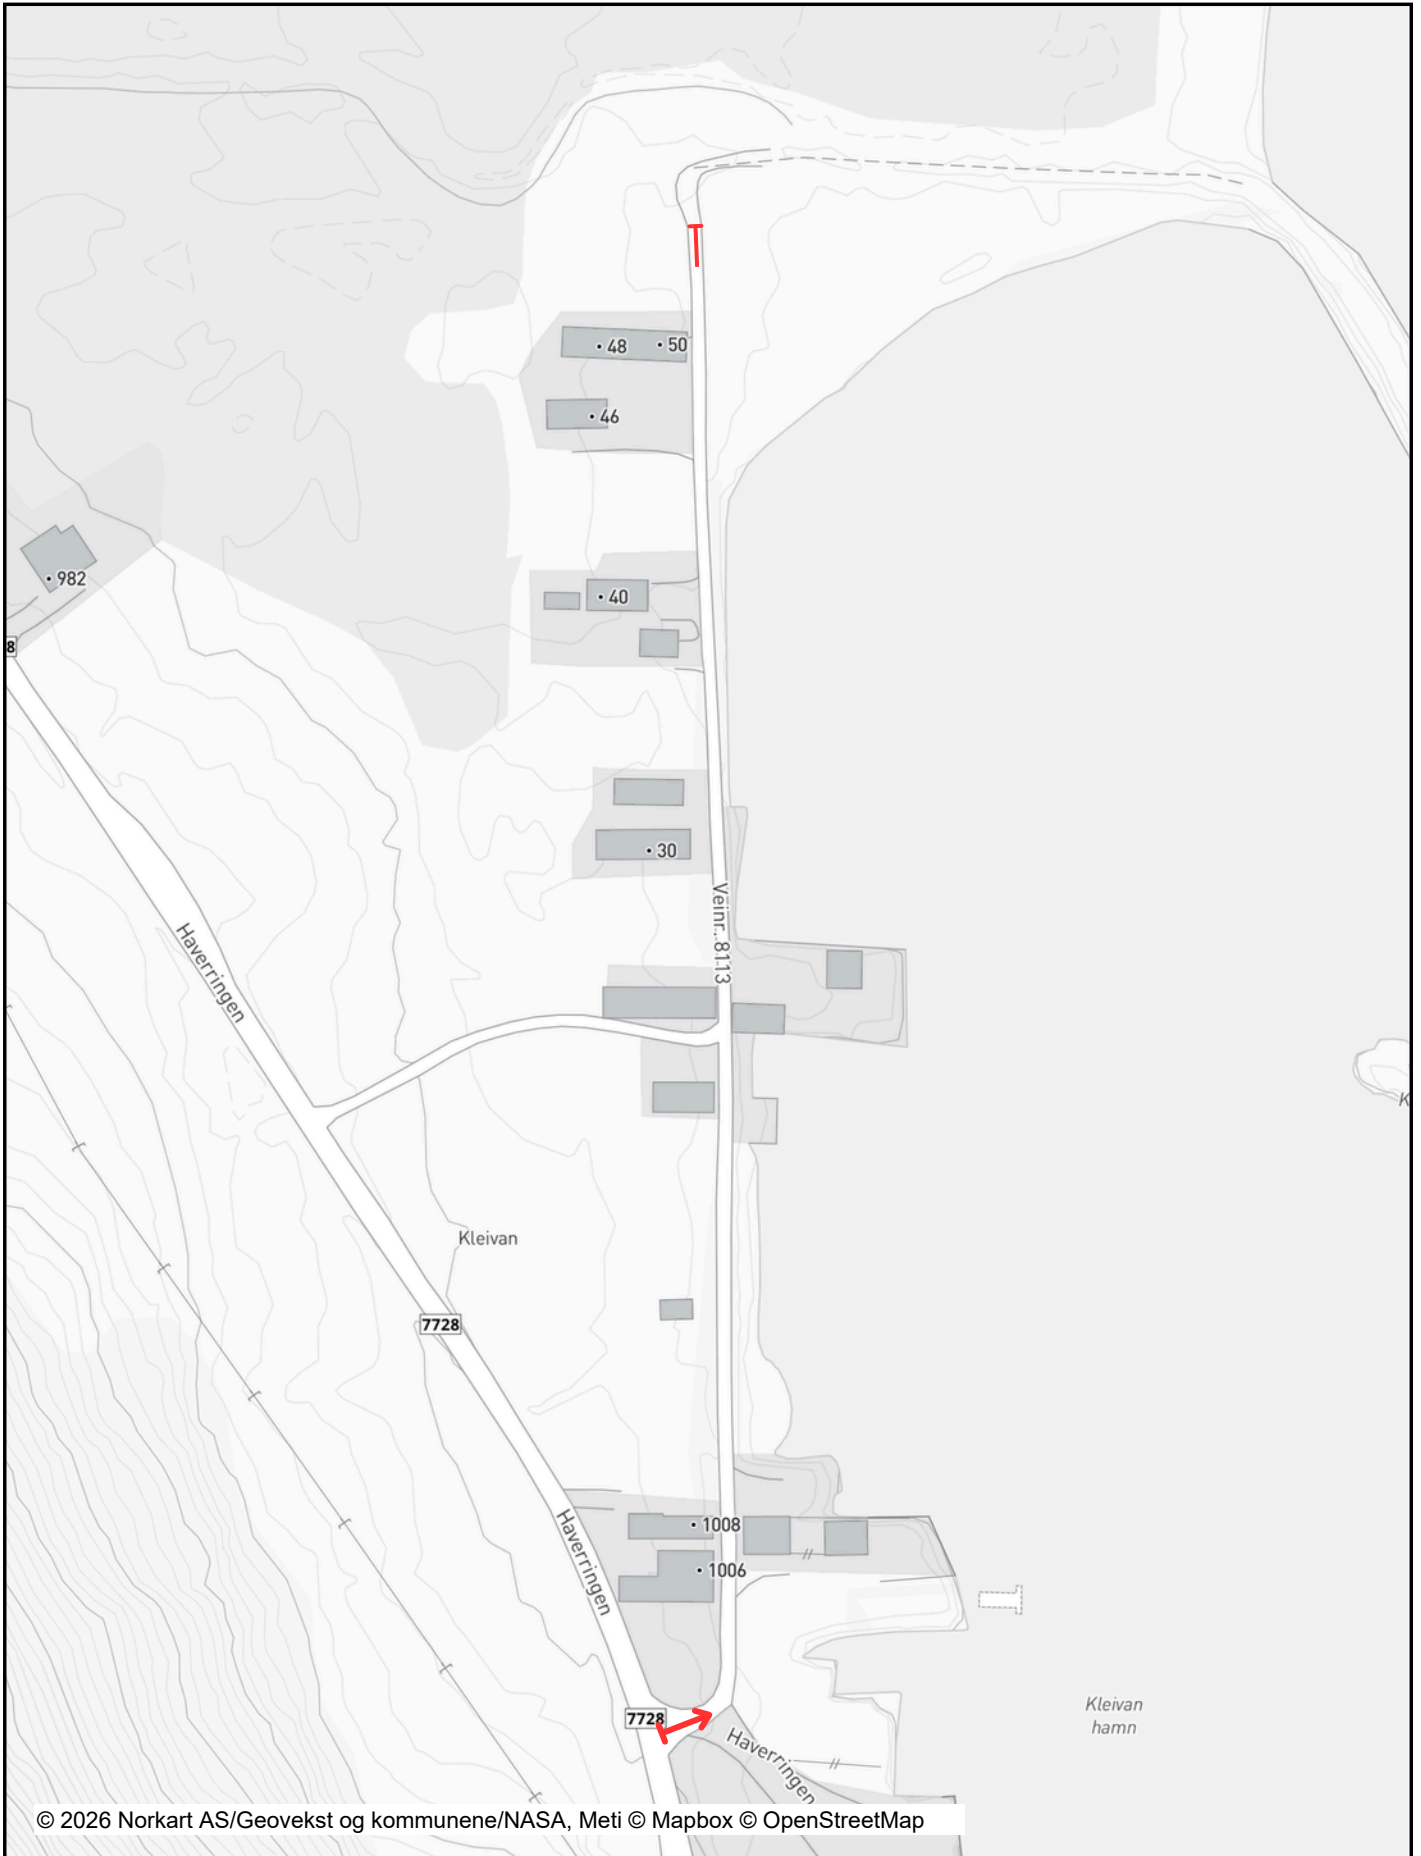 48
50
46
982
8
40
30
Veinr. 8113
Haverringen
K
Kleivan
7728
Haverringen
1008
1006
7728
Haverringen
Kleivan
hamn
© 2026 Norkart AS/Geovekst og kommunene/NASA, Meti © Mapbox © OpenStreetMap